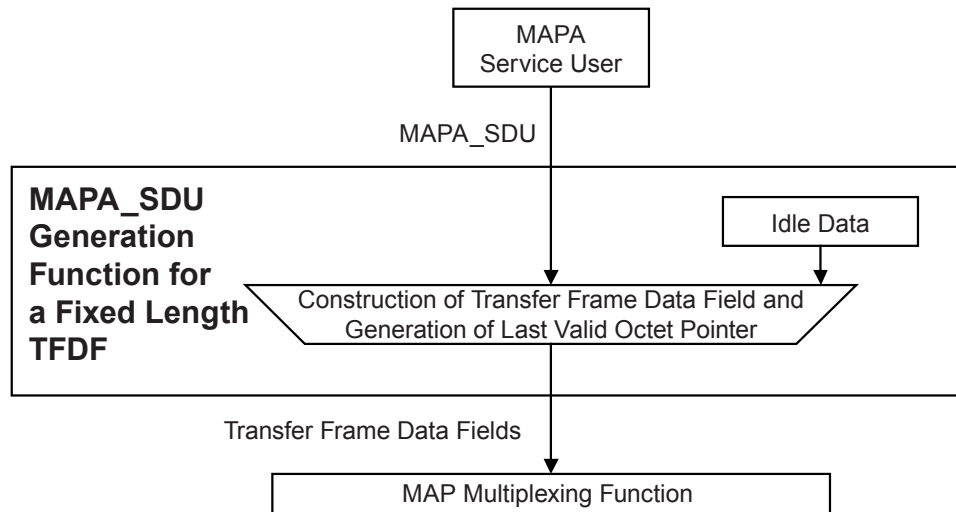 MAPA
Service User
MAPA_SDU
MAPA_SDU
Generation
Function for
a Fixed Length
TFDF
Idle Data
Construction of Transfer Frame Data Field and
Generation of Last Valid Octet Pointer
Transfer Frame Data Fields
MAP Multiplexing Function